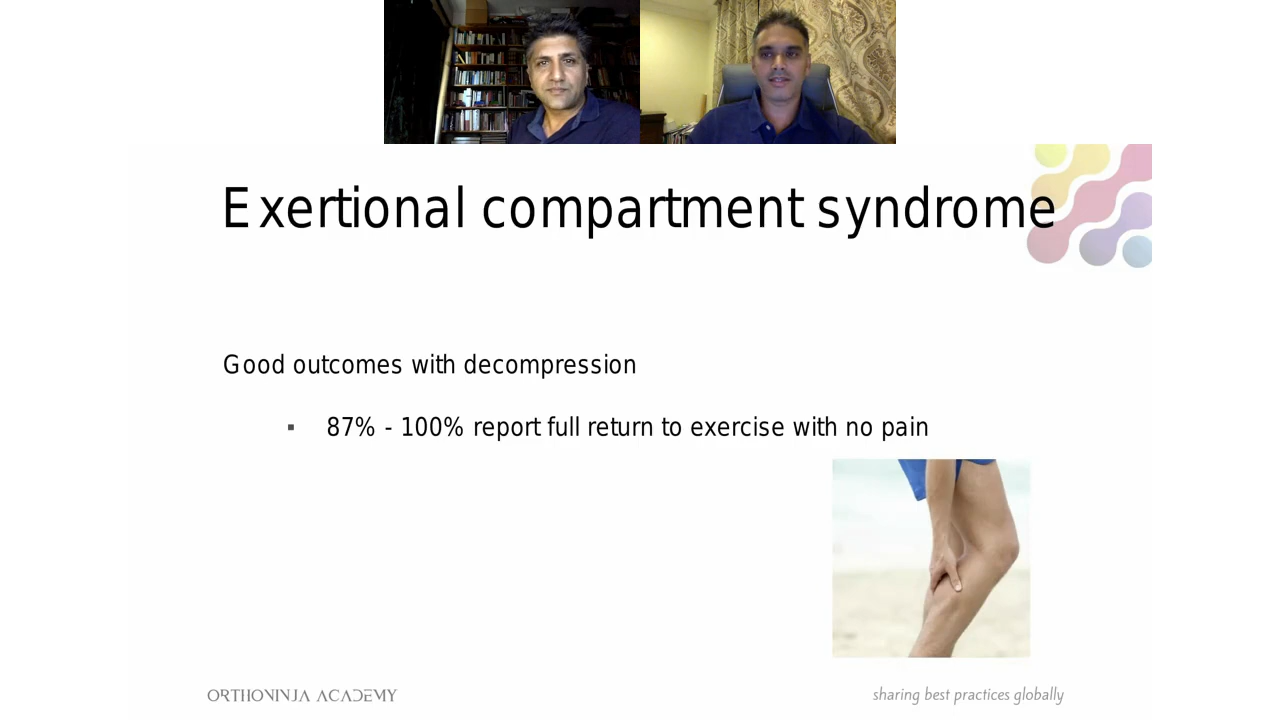 Exertional compartment syndrome
Good outcomes with decompression
▪ 87% - 100% report full return to exercise with no pain
ORTHONINJA ACADEMY
sharing best practices globally